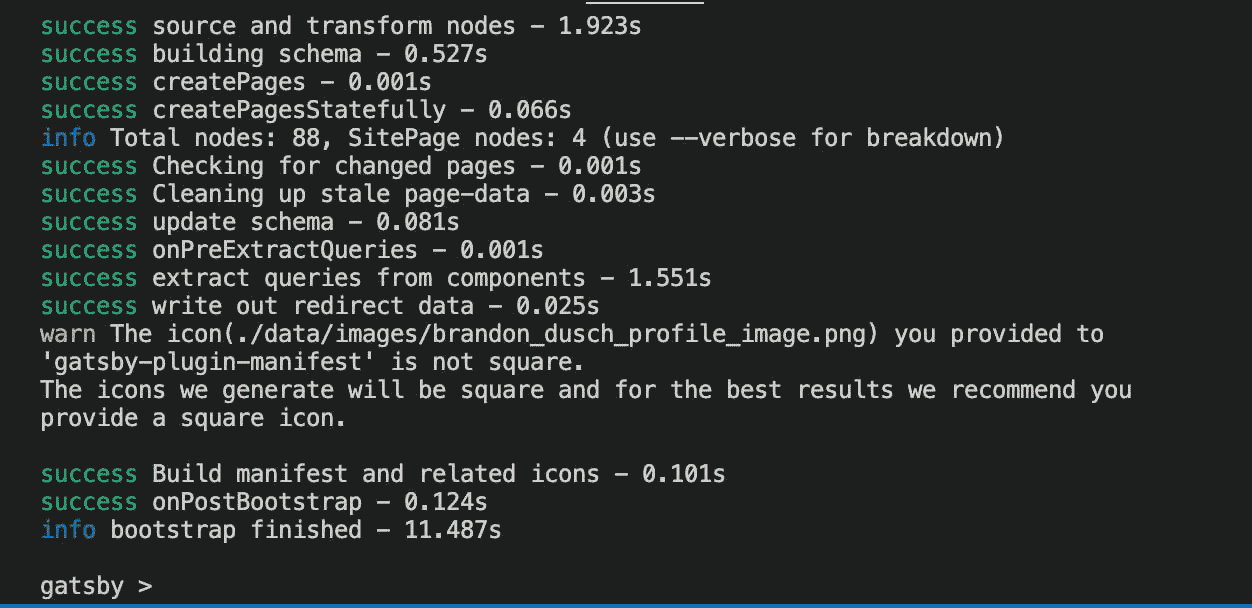 success source and transform nodes – 1.923s
success building schema – 0.527s
success createPages – 0.001s
success createPagesStatefully – 0.066s
info Total nodes: 88, SitePage nodes: 4 (use --verbose for breakdown)
success Checking for changed pages – 0.001s
success Cleaning up stale page-data – 0.003s
success update schema – 0.081s
success onPreExtractQueries – 0.001s
success extract queries from components – 1.551s
success write out redirect data – 0.025s
warn The icon(./data/images/brandon_dusch_profile_image.png) you provided to
'gatsby-plugin-manifest' is not square.
The icons we generate will be square and for the best results we recommend you
provide a square icon.
success Build manifest and related icons – 0.101s
success onPostBootstrap – 0.124s
info bootstrap finished – 11.487s
gatsby >